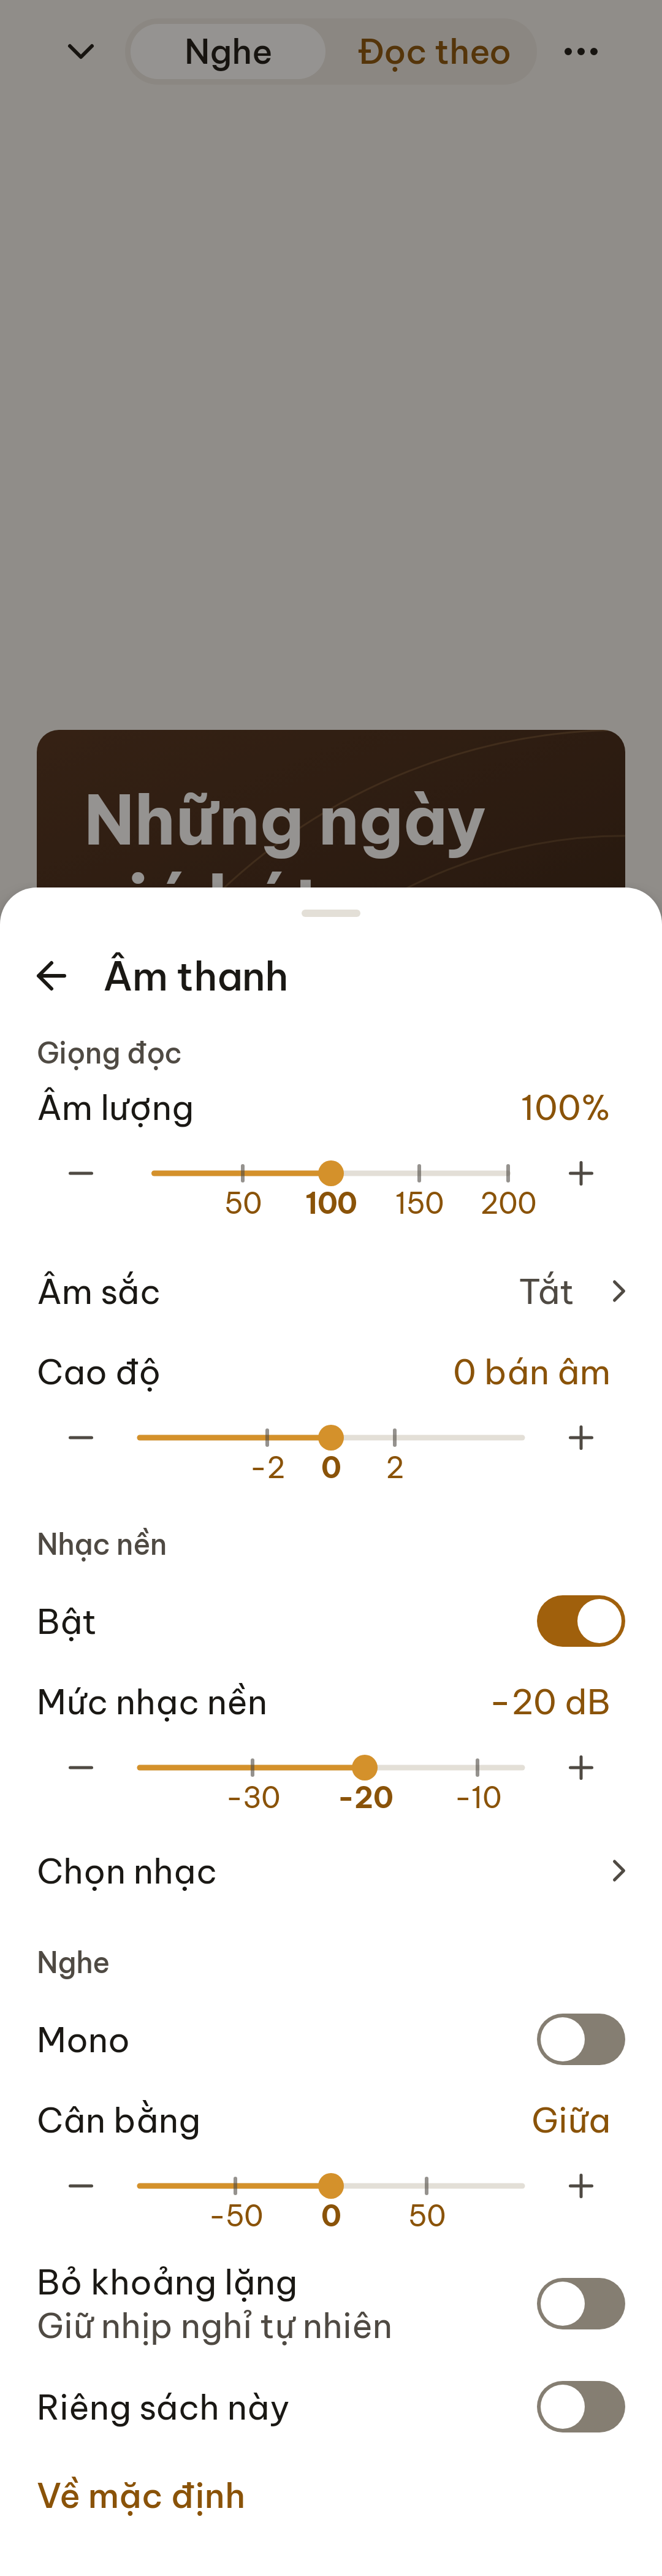 Nghe Đọc theo
Những ngày
Âm thanh
Giọng đọc
Âm lượng 100%
50 100 150 200
Âm sắc Tắt
Cao độ 0 bán âm
-2 0 2
Nhạc nền
Bật
Mức nhạc nền -20 dB
-30 -20 -10
Chọn nhạc
Nghe
Mono
Cân bằng Giữa
-50 0 50
Bỏ khoảng lặng
Giữ nhịp nghỉ tự nhiên
Riêng sách này
Về mặc định